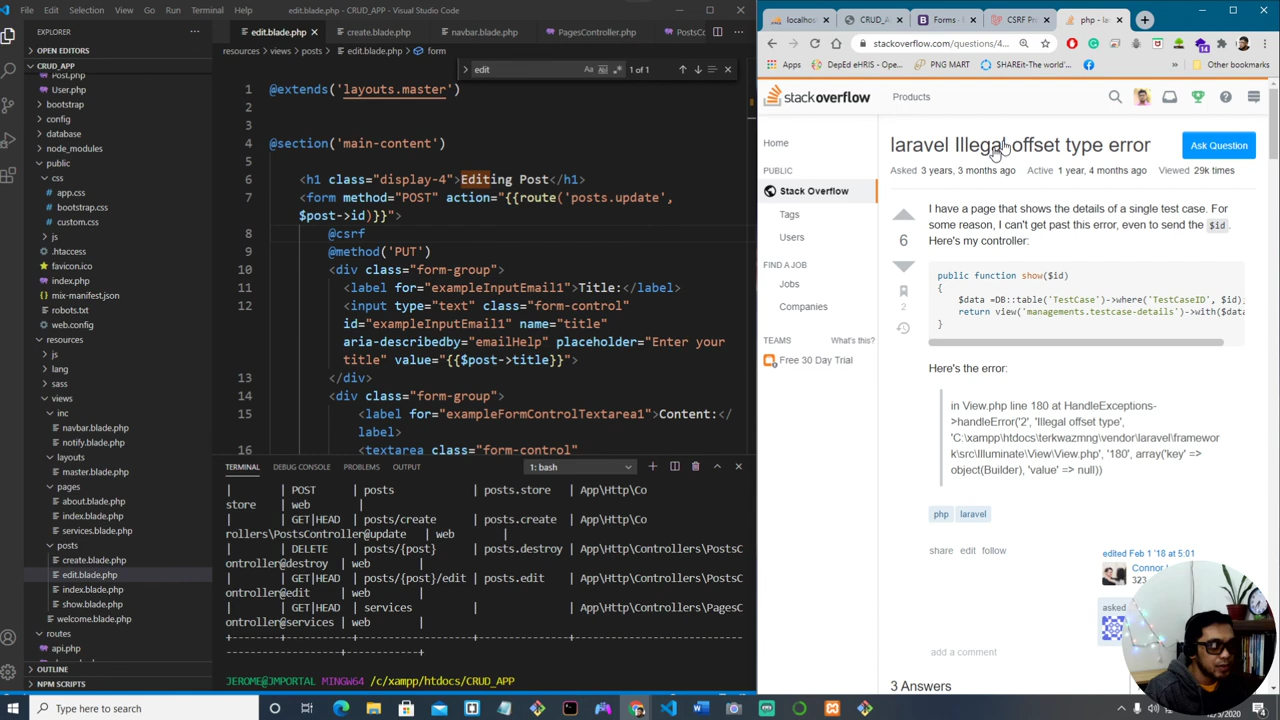 File Edit Selection View Go Run Terminal Help edit.blade.php - CRUD_APP - Visual Studio Code
EXPLORER
OPEN EDITORS
CRUD_APP
Post.php
User.php
bootstrap
config
database
node_modules
public
css
app.css
bootstrap.css
custom.css
js
.htaccess
favicon.ico
index.php
mix-manifest.json
robots.txt
web.config
resources
js
lang
sass
views
inc
navbar.blade.php
notify.blade.php
layouts
master.blade.php
pages
about.blade.php
index.blade.php
services.blade.php
posts
create.blade.php
edit.blade.php
index.blade.php
show.blade.php
welcome.blade.php
routes
api.php
OUTLINE
NPM SCRIPTS
edit.blade.php create.blade.php navbar.blade.php PagesController.php
resources > views > posts > edit.blade.php > form
edit Aa 1 of 1
1 @extends('layouts.master')
2
3
4 @section('main-content')
5
6 <h1 class="display-4">Editing Post</h1>
7 <form method="POST" action="{{route('posts.update',
$post->id)}}">
8 @csrf
9 @method('PUT')
10 <div class="form-group">
11 <label for="exampleInputEmail1">Title:</label>
12 <input type="text" class="form-control"
id="exampleInputEmail1" name="title"
aria-describedby="emailHelp" placeholder="Enter your
title" value="{{$post->title}}">
13 </div>
14 <div class="form-group">
15 <label for="exampleFormControlTextarea1">Content:</
label>
16 <textarea class="form-control"
TERMINAL DEBUG CONSOLE PROBLEMS OUTPUT 1: bash
| | POST | posts | posts.store | App\Http\Co
store | web |
| | GET|HEAD | posts/create | posts.create | App\Http\Co
rollers\PostsController@update | web |
| | DELETE | posts/{post} | posts.destroy | App\Http\Controllers\PostsC
ontroller@destroy | web
| | GET|HEAD | posts/{post}/edit | posts.edit | App\Http\Controllers\PostsC
ontroller@edit | web
| | GET|HEAD | services | | App\Http\Controllers\PagesC
ontroller@services | web |
JEROME@JMPORTAL MINGW64 /c/xampp/htdocs/CRUD_APP
localhos CRUD_A Forms - CSRF Pr php - la
stackoverflow.com/questions/4...
Apps DepEd eHRIS - Ope... PNG MART SHAREit-The world'... Other bookmarks
stackoverflow Products
Home
PUBLIC
Stack Overflow
Tags
Users
FIND A JOB
Jobs
Companies
TEAMS What's this?
Free 30 Day Trial
laravel Illegal offset type error
Ask Question
Asked 3 years, 3 months ago Active 1 year, 4 months ago Viewed 29k times
6
2
I have a page that shows the details of a single test case. For
some reason, I can't get past this error, even to send the $id.
Here's my controller:
public function show($id)
{
$data =DB::table('TestCase')->where('TestCaseID', $id);
return view('managements.testcase-details')->with($data
}
Here's the error:
in View.php line 180 at HandleExceptions-
>handleError('2', 'Illegal offset type',
'C:\xampp\htdocs\terkwazmng\vendor\laravel\framewor
k\src\Illuminate\View\View.php', '180', array('key' =>
object(Builder), 'value' => null))
php laravel
share edit follow
edited Feb 1 '18 at 5:01
323
asked
add a comment
3 Answers
Type here to search